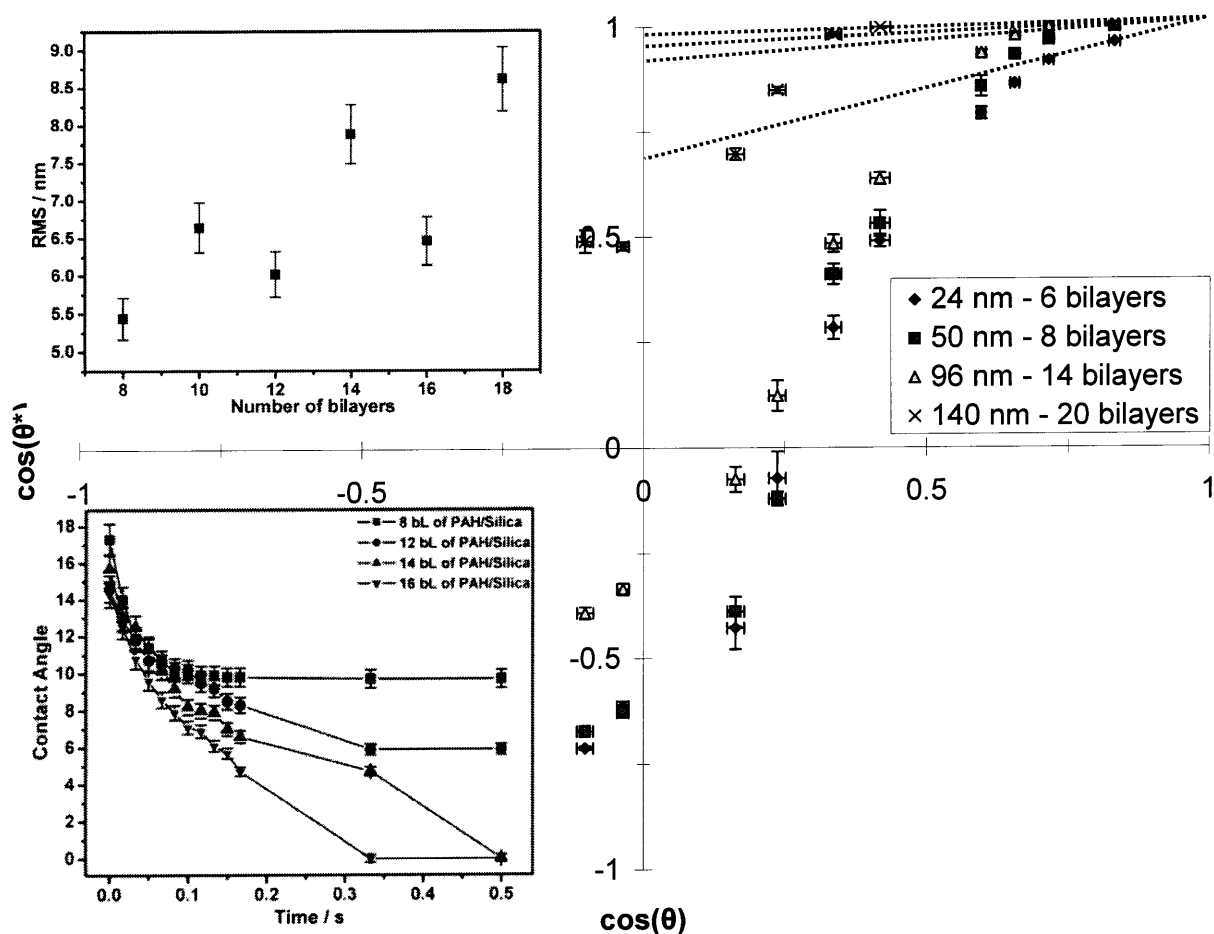 9.0
8.5
8.0
7.5
7.0
6.5
6.0
5.5
5.0
RMS / nm
8 10 12 14 16 18
Number of bilayers
1
0.5
0
-0.5
-1
24 nm - 6 bilayers
50 nm - 8 bilayers
96 nm - 14 bilayers
140 nm - 20 bilayers
cos(θ*)
-1 -0.5 0 0.5 1
18
16
14
12
10
8
6
4
2
0
Contact Angle
8 bL of PAH/Silica
12 bL of PAH/Silica
14 bL of PAH/Silica
16 bL of PAH/Silica
0.0 0.1 0.2 0.3 0.4 0.5
Time / s
cos(θ)